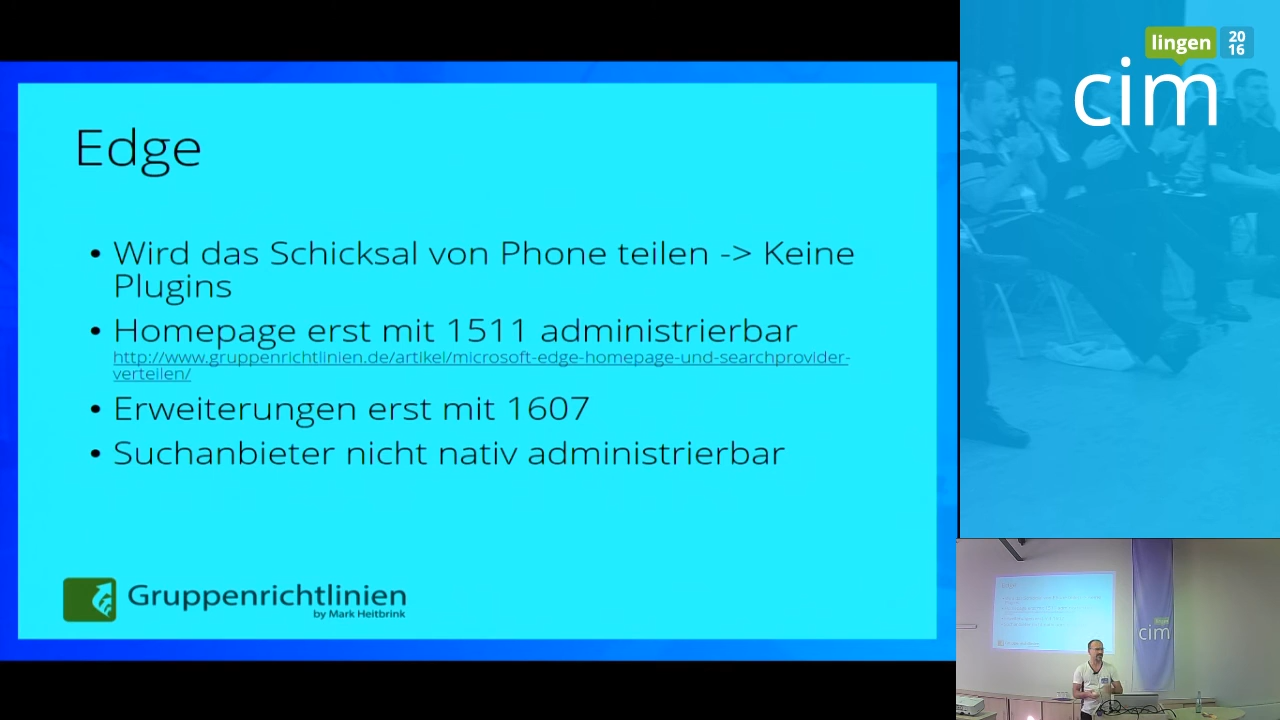 Edge
• Wird das Schicksal von Phone teilen -> Keine
Plugins
• Homepage erst mit 1511 administrierbar
http://www.gruppenrichtlinien.de/artikel/microsoft-edge-homepage-und-searchprovider-
verteilen/
• Erweiterungen erst mit 1607
• Suchanbieter nicht nativ administrierbar
Gruppenrichtlinien
by Mark Heitbrink
lingen
20
16
cim
cim